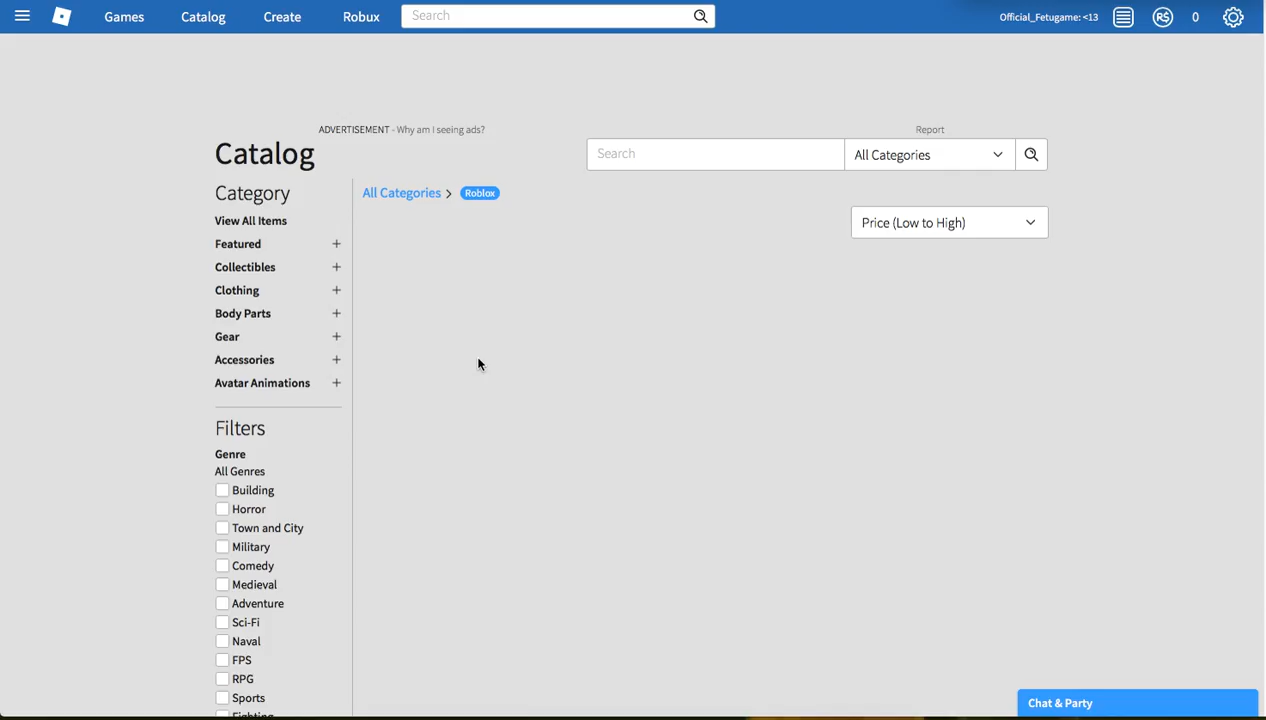 Games Catalog Create Robux Search Official_Fetugame: <13 R$ 0
ADVERTISEMENT - Why am I seeing ads? Report
Catalog
Search All Categories
Category
All Categories > Roblox
View All Items
Price (Low to High)
Featured +
Collectibles +
Clothing +
Body Parts +
Gear +
Accessories +
Avatar Animations +
Filters
Genre
All Genres
Building
Horror
Town and City
Military
Comedy
Medieval
Adventure
Sci-Fi
Naval
FPS
RPG
Sports
Fighting
Chat & Party